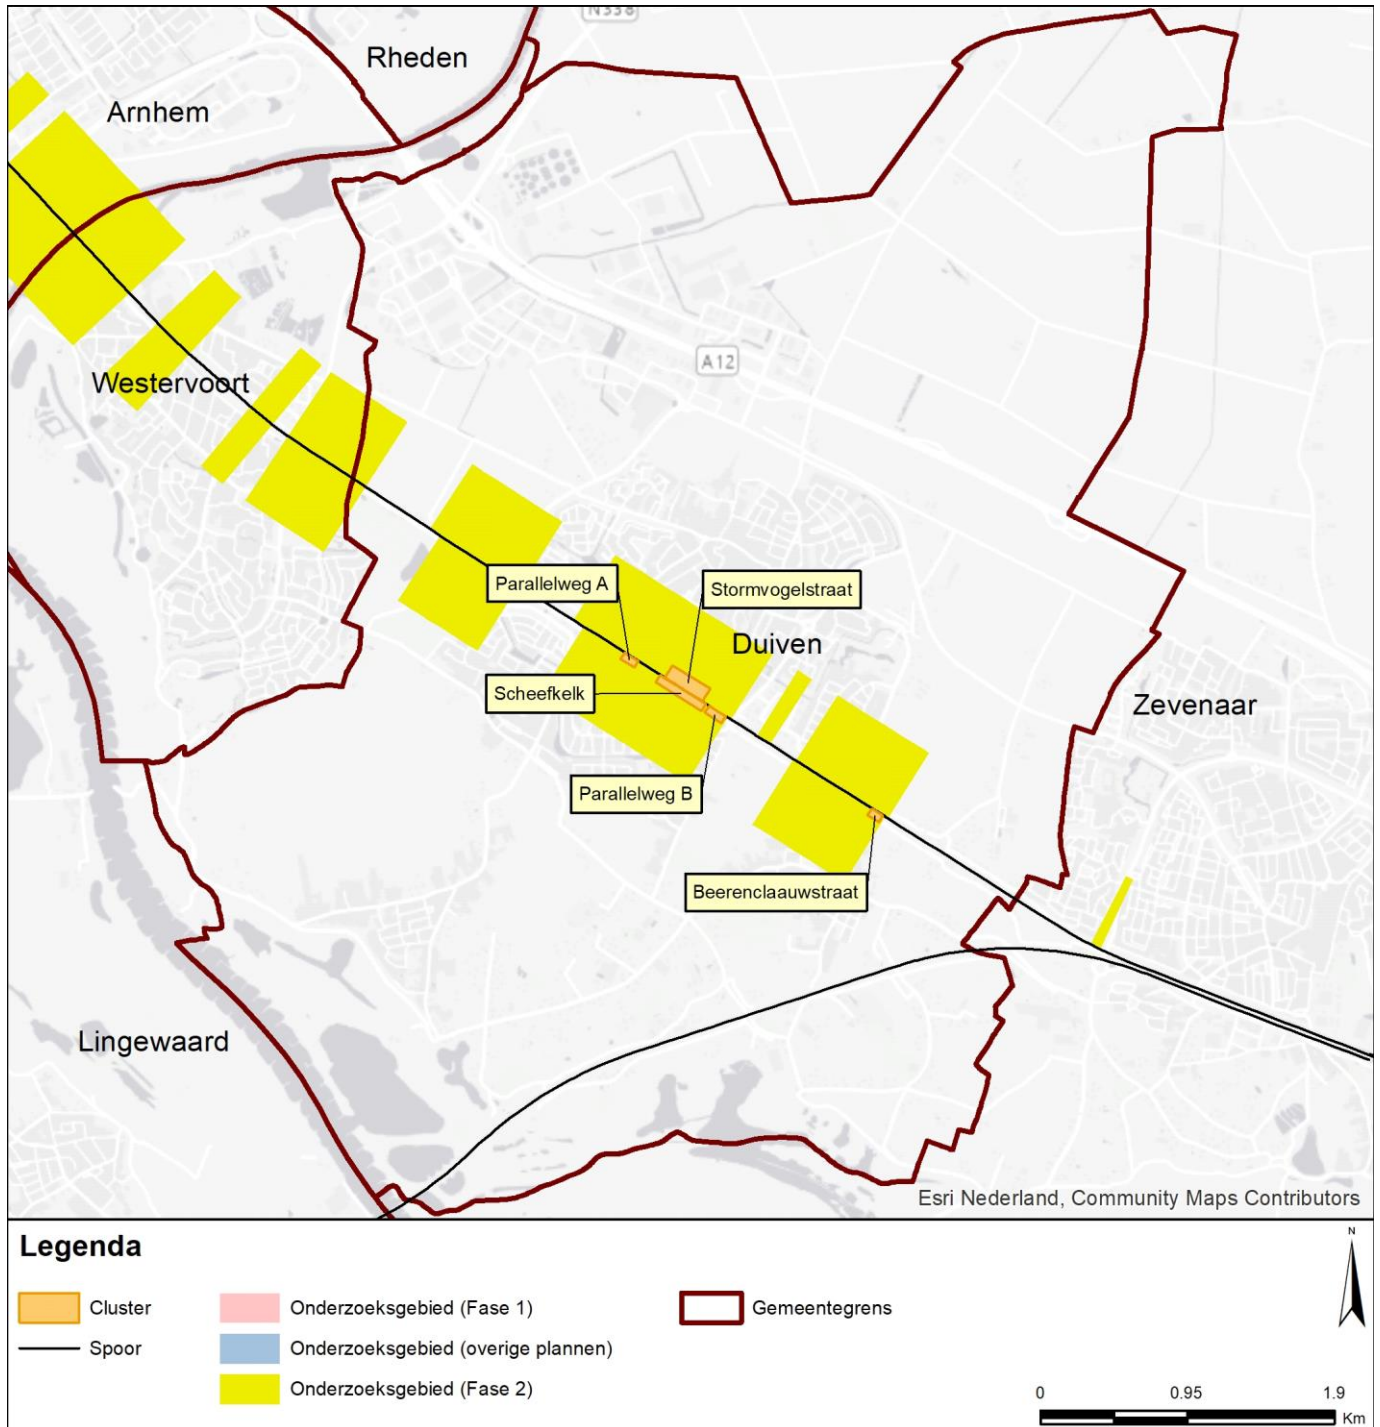 N338
Rheden
Arnhem
A12
Westervoort
Parallelweg A
Stormvogelstraat
Duiven
Scheefkelk
Zevenaar
Parallelweg B
Beerenclaauwstraat
Lingewaard
Esri Nederland, Community Maps Contributors
Legenda
N
Cluster
Onderzoeksgebied (Fase 1)
Gemeentegrens
Spoor
Onderzoeksgebied (overige plannen)
Onderzoeksgebied (Fase 2)
0 0.95 1.9
Km